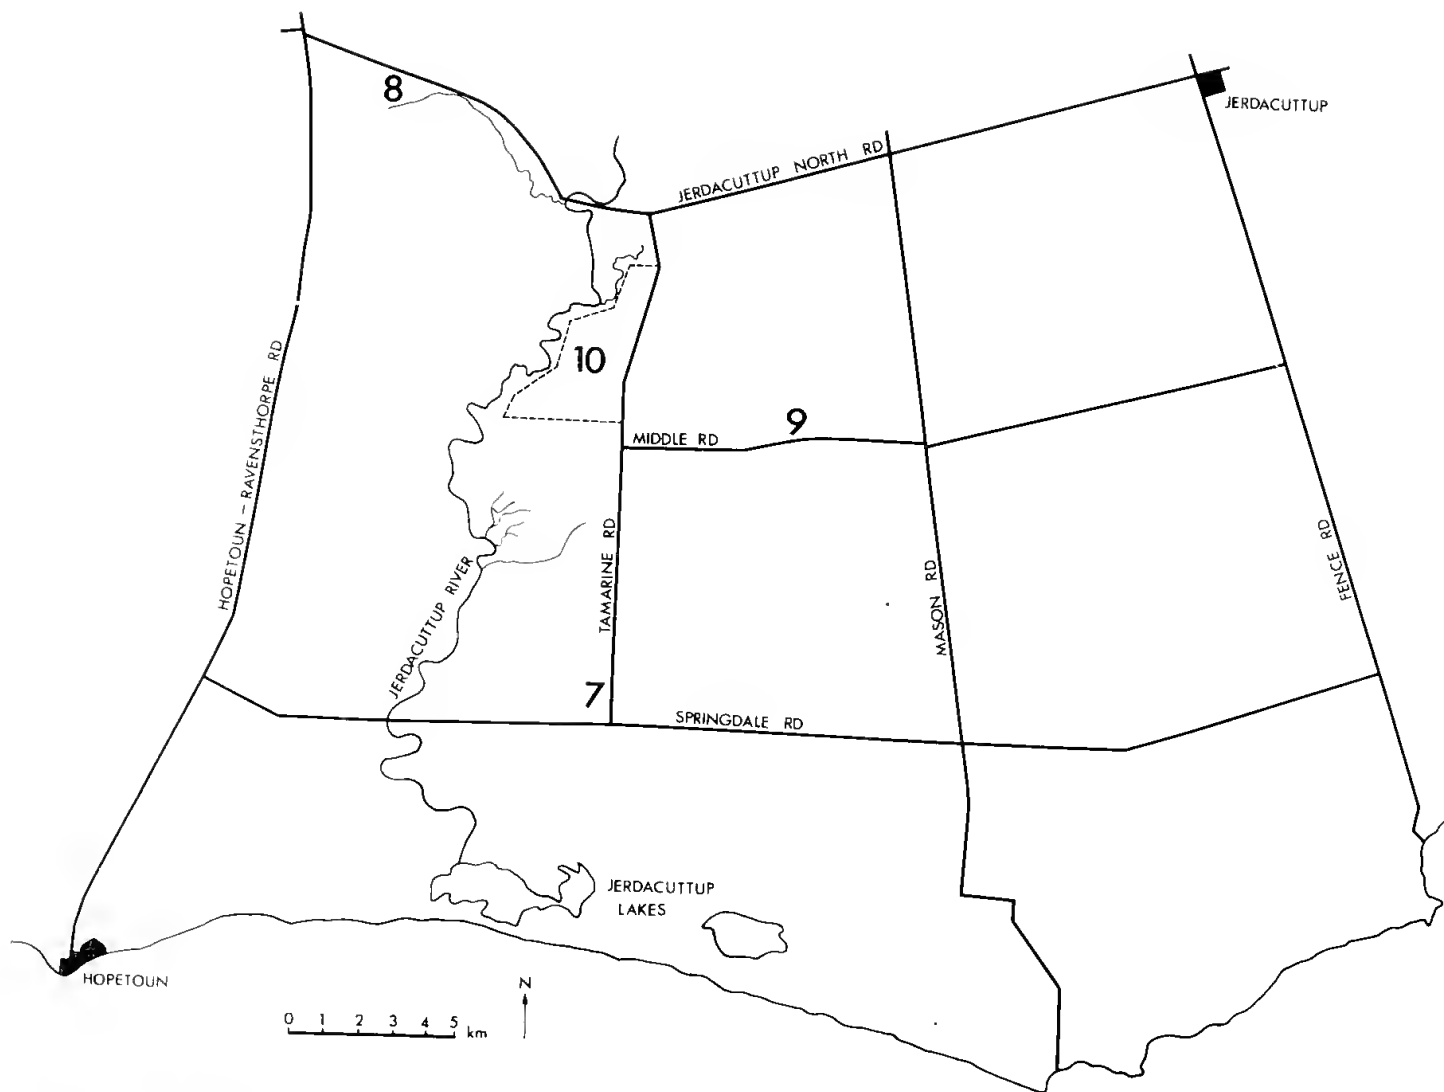 8
JERDACUTTUP
JERDACUTTUP NORTH RD
10
9
MIDDLE RD
HOPETOUN – RAVENSTHORPE RD
TAMARINE RD
FENCE RD
MASON RD
JERDACUTTUP RIVER
7
SPRINGDALE RD
JERDACUTTUP
LAKES
HOPETOUN
N
0 1 2 3 4 5 km